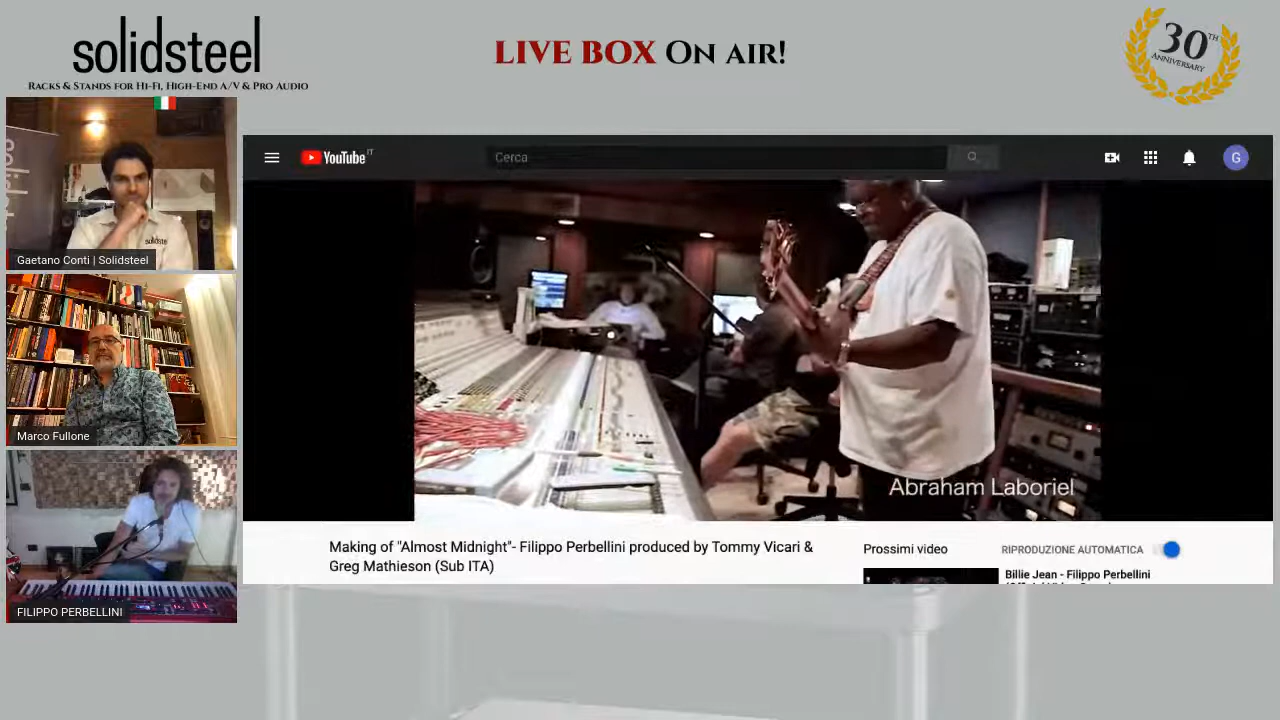 solidsteel
Racks & Stands for Hi-Fi, High-End A/V & Pro Audio
LIVE BOX On air!
30TH
ANNIVERSARY
solidste
Gaetano Conti | Solidsteel
Marco Fullone
FILIPPO PERBELLINI
YouTube IT
Cerca
G
Abraham Laboriel
Making of "Almost Midnight"- Filippo Perbellini produced by Tommy Vicari &
Greg Mathieson (Sub ITA)
Prossimi video
RIPRODUZIONE AUTOMATICA
Billie Jean - Filippo Perbellini